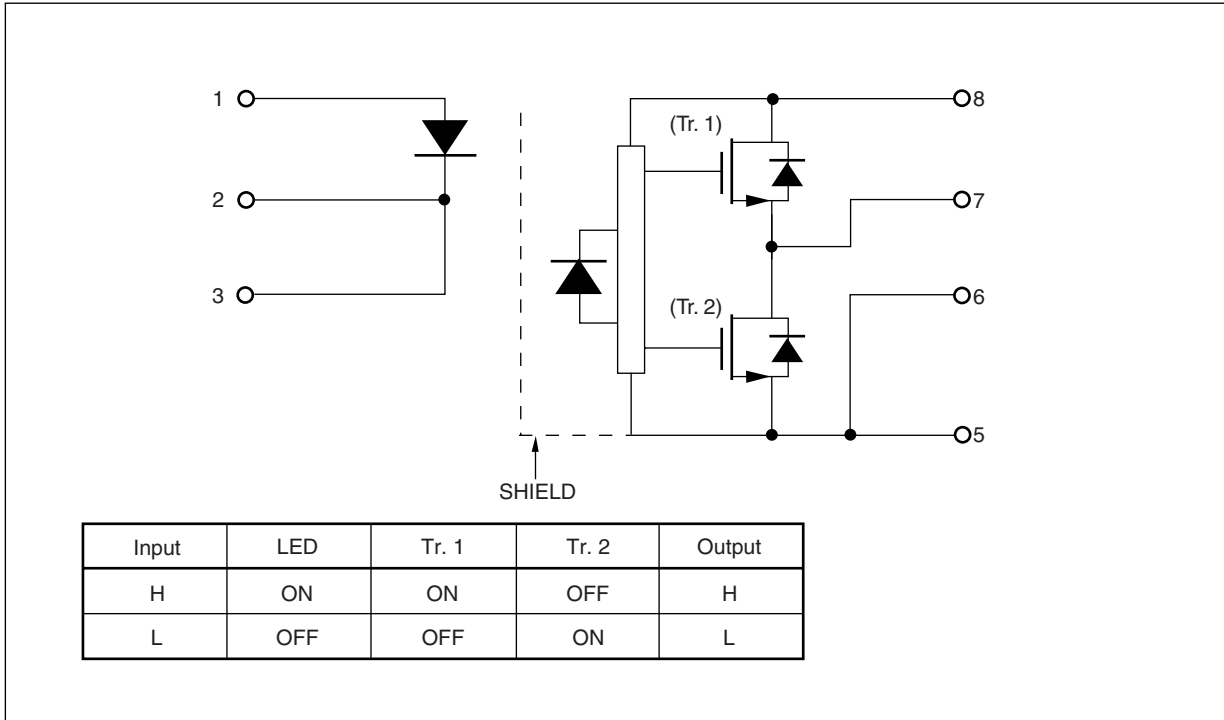 1
2
3
(Tr. 1)
(Tr. 2)
8
7
6
5
SHIELD
Input LED Tr. 1 Tr. 2 Output
H ON ON OFF H
L OFF OFF ON L